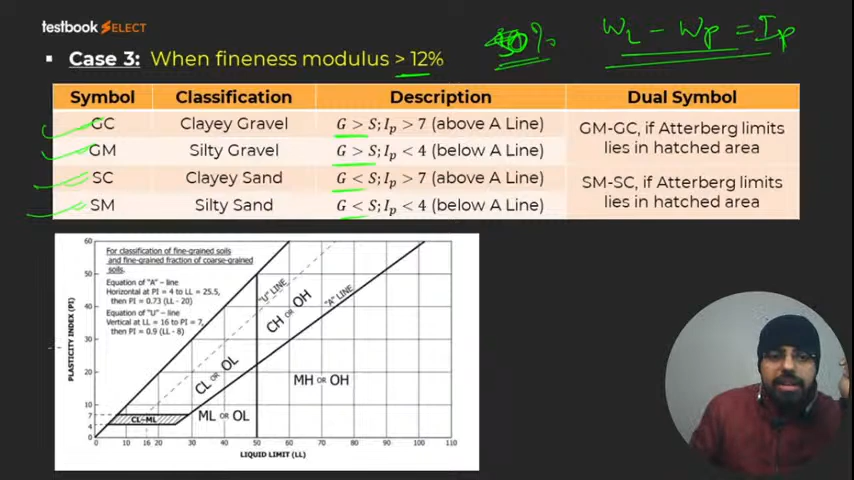 testbook SELECT
%
WL - Wp = Ip
Case 3: When fineness modulus > 12%
Symbol Classification Description Dual Symbol
GC Clayey Gravel G > S; Ip > 7 (above A Line) GM-GC, if Atterberg limits lies in hatched area
GM Silty Gravel G > S; Ip < 4 (below A Line)
SC Clayey Sand G < S; Ip > 7 (above A Line) SM-SC, if Atterberg limits lies in hatched area
SM Silty Sand G < S; Ip < 4 (below A Line)
For classification of fine-grained soils
and fine-grained fraction of coarse-grained
soils.
Equation of "A" – line
Horizontal at PI = 4 to LL = 25.5,
then PI = 0.73 (LL - 20)
Equation of "U" – line
Vertical at LL = 16 to PI = 7,
then PI = 0.9 (LL - 8)
PLASTICITY INDEX (PI)
60
50
40
30
20
10
7
4
0
"U" LINE
"A" LINE
CH OR OH
CL OR OL
MH OR OH
CL-ML
ML OR OL
0 10 16 20 30 40 50 60 70 80 90 100 110
LIQUID LIMIT (LL)